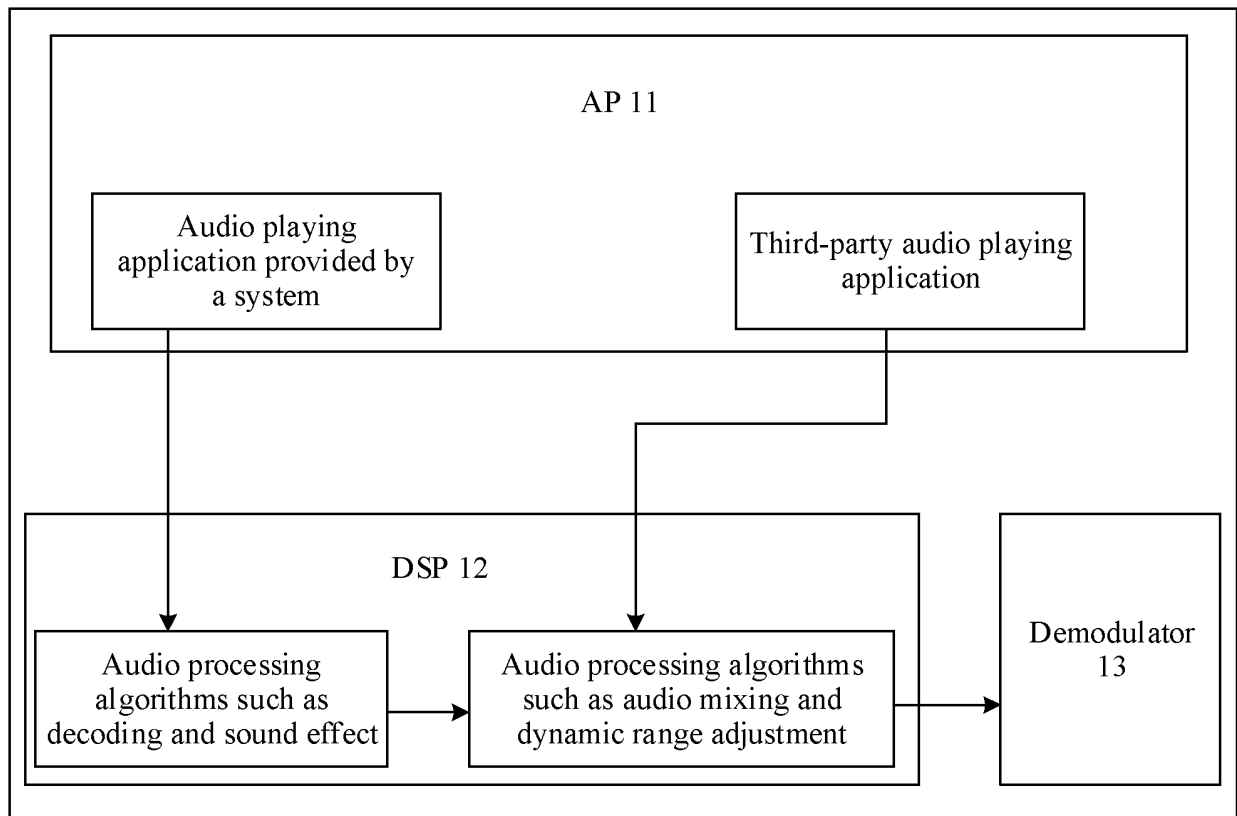 AP 11
Audio playing
application provided by
a system
Third-party audio playing
application
DSP 12
Audio processing
algorithms such as
decoding and sound effect
Audio processing algorithms
such as audio mixing and
dynamic range adjustment
Demodulator
13